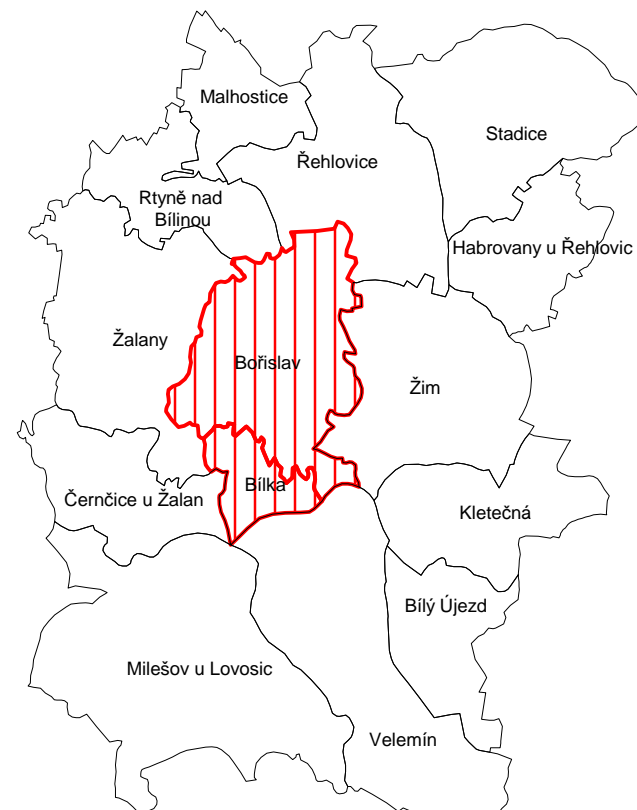 Malhostice
Stadice
Řehlovice
Rtyně nad
Bílinou
Habrovany u Řehlovic
Žalany
Bořislav
Žim
Bílka
Černčice u Žalan
Kletečná
Bílý Újezd
Milešov u Lovosic
Velemín